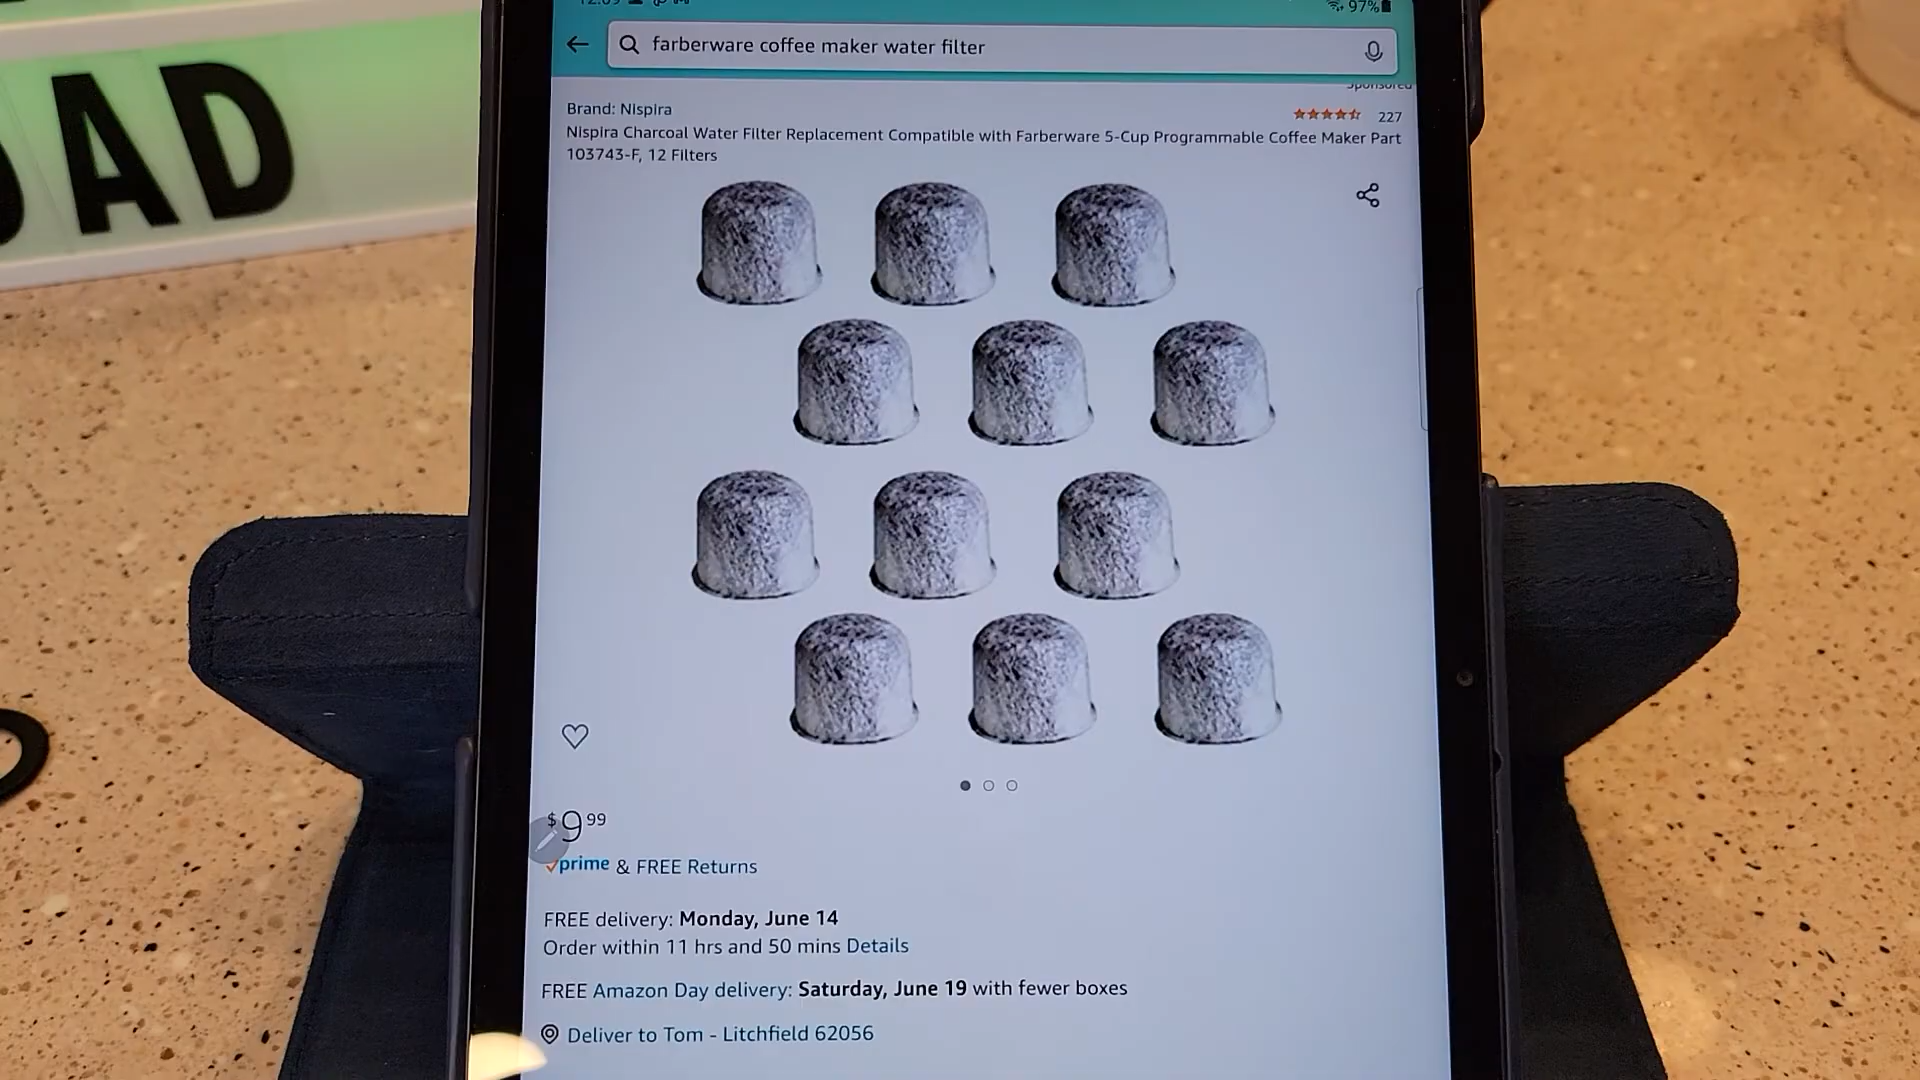 97%
farberware coffee maker water filter
Sponsored
Brand: Nispira
227
Nispira Charcoal Water Filter Replacement Compatible with Farberware 5-Cup Programmable Coffee Maker Part
103743-F, 12 Filters
AD
$9 99
prime & FREE Returns
FREE delivery: Monday, June 14
Order within 11 hrs and 50 mins Details
FREE Amazon Day delivery: Saturday, June 19 with fewer boxes
Deliver to Tom - Litchfield 62056